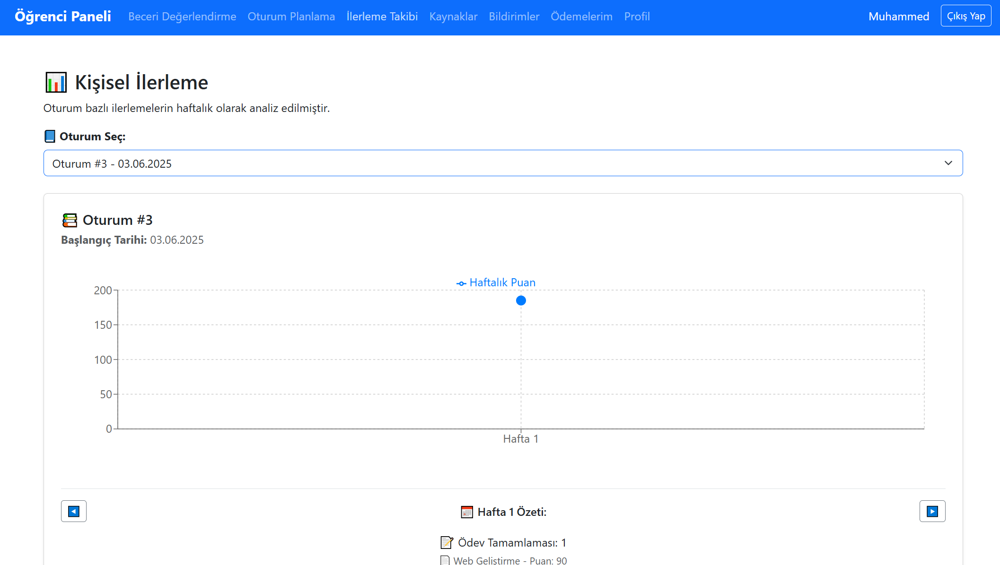 Öğrenci Paneli Beceri Değerlendirme Oturum Planlama İlerleme Takibi Kaynaklar Bildirimler Ödemelerim Profil Muhammed Çıkış Yap
Kişisel İlerleme
Oturum bazlı ilerlemelerin haftalık olarak analiz edilmiştir.
Oturum Seç:
Oturum #3 - 03.06.2025
Oturum #3
Başlangıç Tarihi: 03.06.2025
Haftalık Puan
200
150
100
50
0
Hafta 1
Hafta 1 Özeti:
Ödev Tamamlaması: 1
Web Geliştirme - Puan: 90